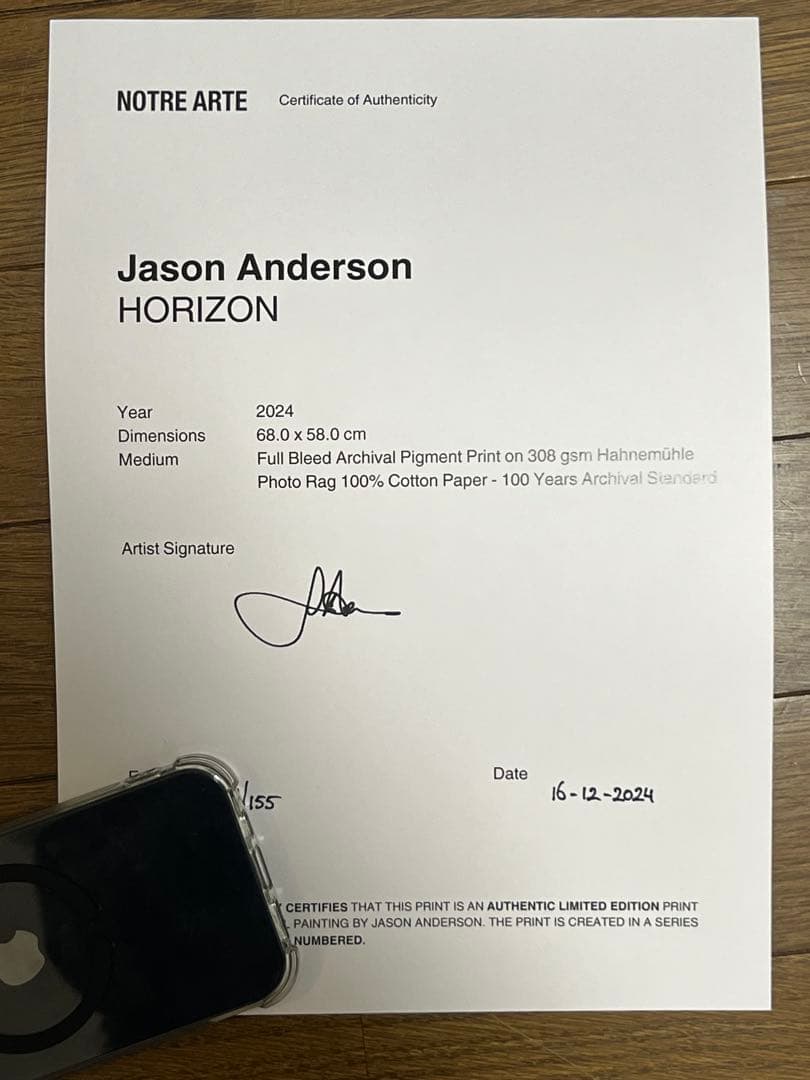 NOTRE ARTE Certificate of Authenticity
Jason Anderson
HORIZON
Year 2024
Dimensions 68.0 x 58.0 cm
Medium Full Bleed Archival Pigment Print on 308 gsm Hahnemühle
Photo Rag 100% Cotton Paper - 100 Years Archival Standard
Artist Signature
Date
/155 16-12-2024
CERTIFIES THAT THIS PRINT IS AN AUTHENTIC LIMITED EDITION PRINT
PAINTING BY JASON ANDERSON. THE PRINT IS CREATED IN A SERIES
NUMBERED.